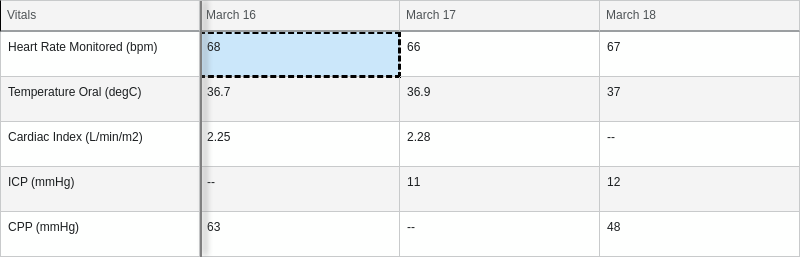 Vitals March 16 March 17 March 18
Heart Rate Monitored (bpm) 68 66 67
Temperature Oral (degC) 36.7 36.9 37
Cardiac Index (L/min/m2) 2.25 2.28 --
ICP (mmHg) -- 11 12
CPP (mmHg) 63 -- 48